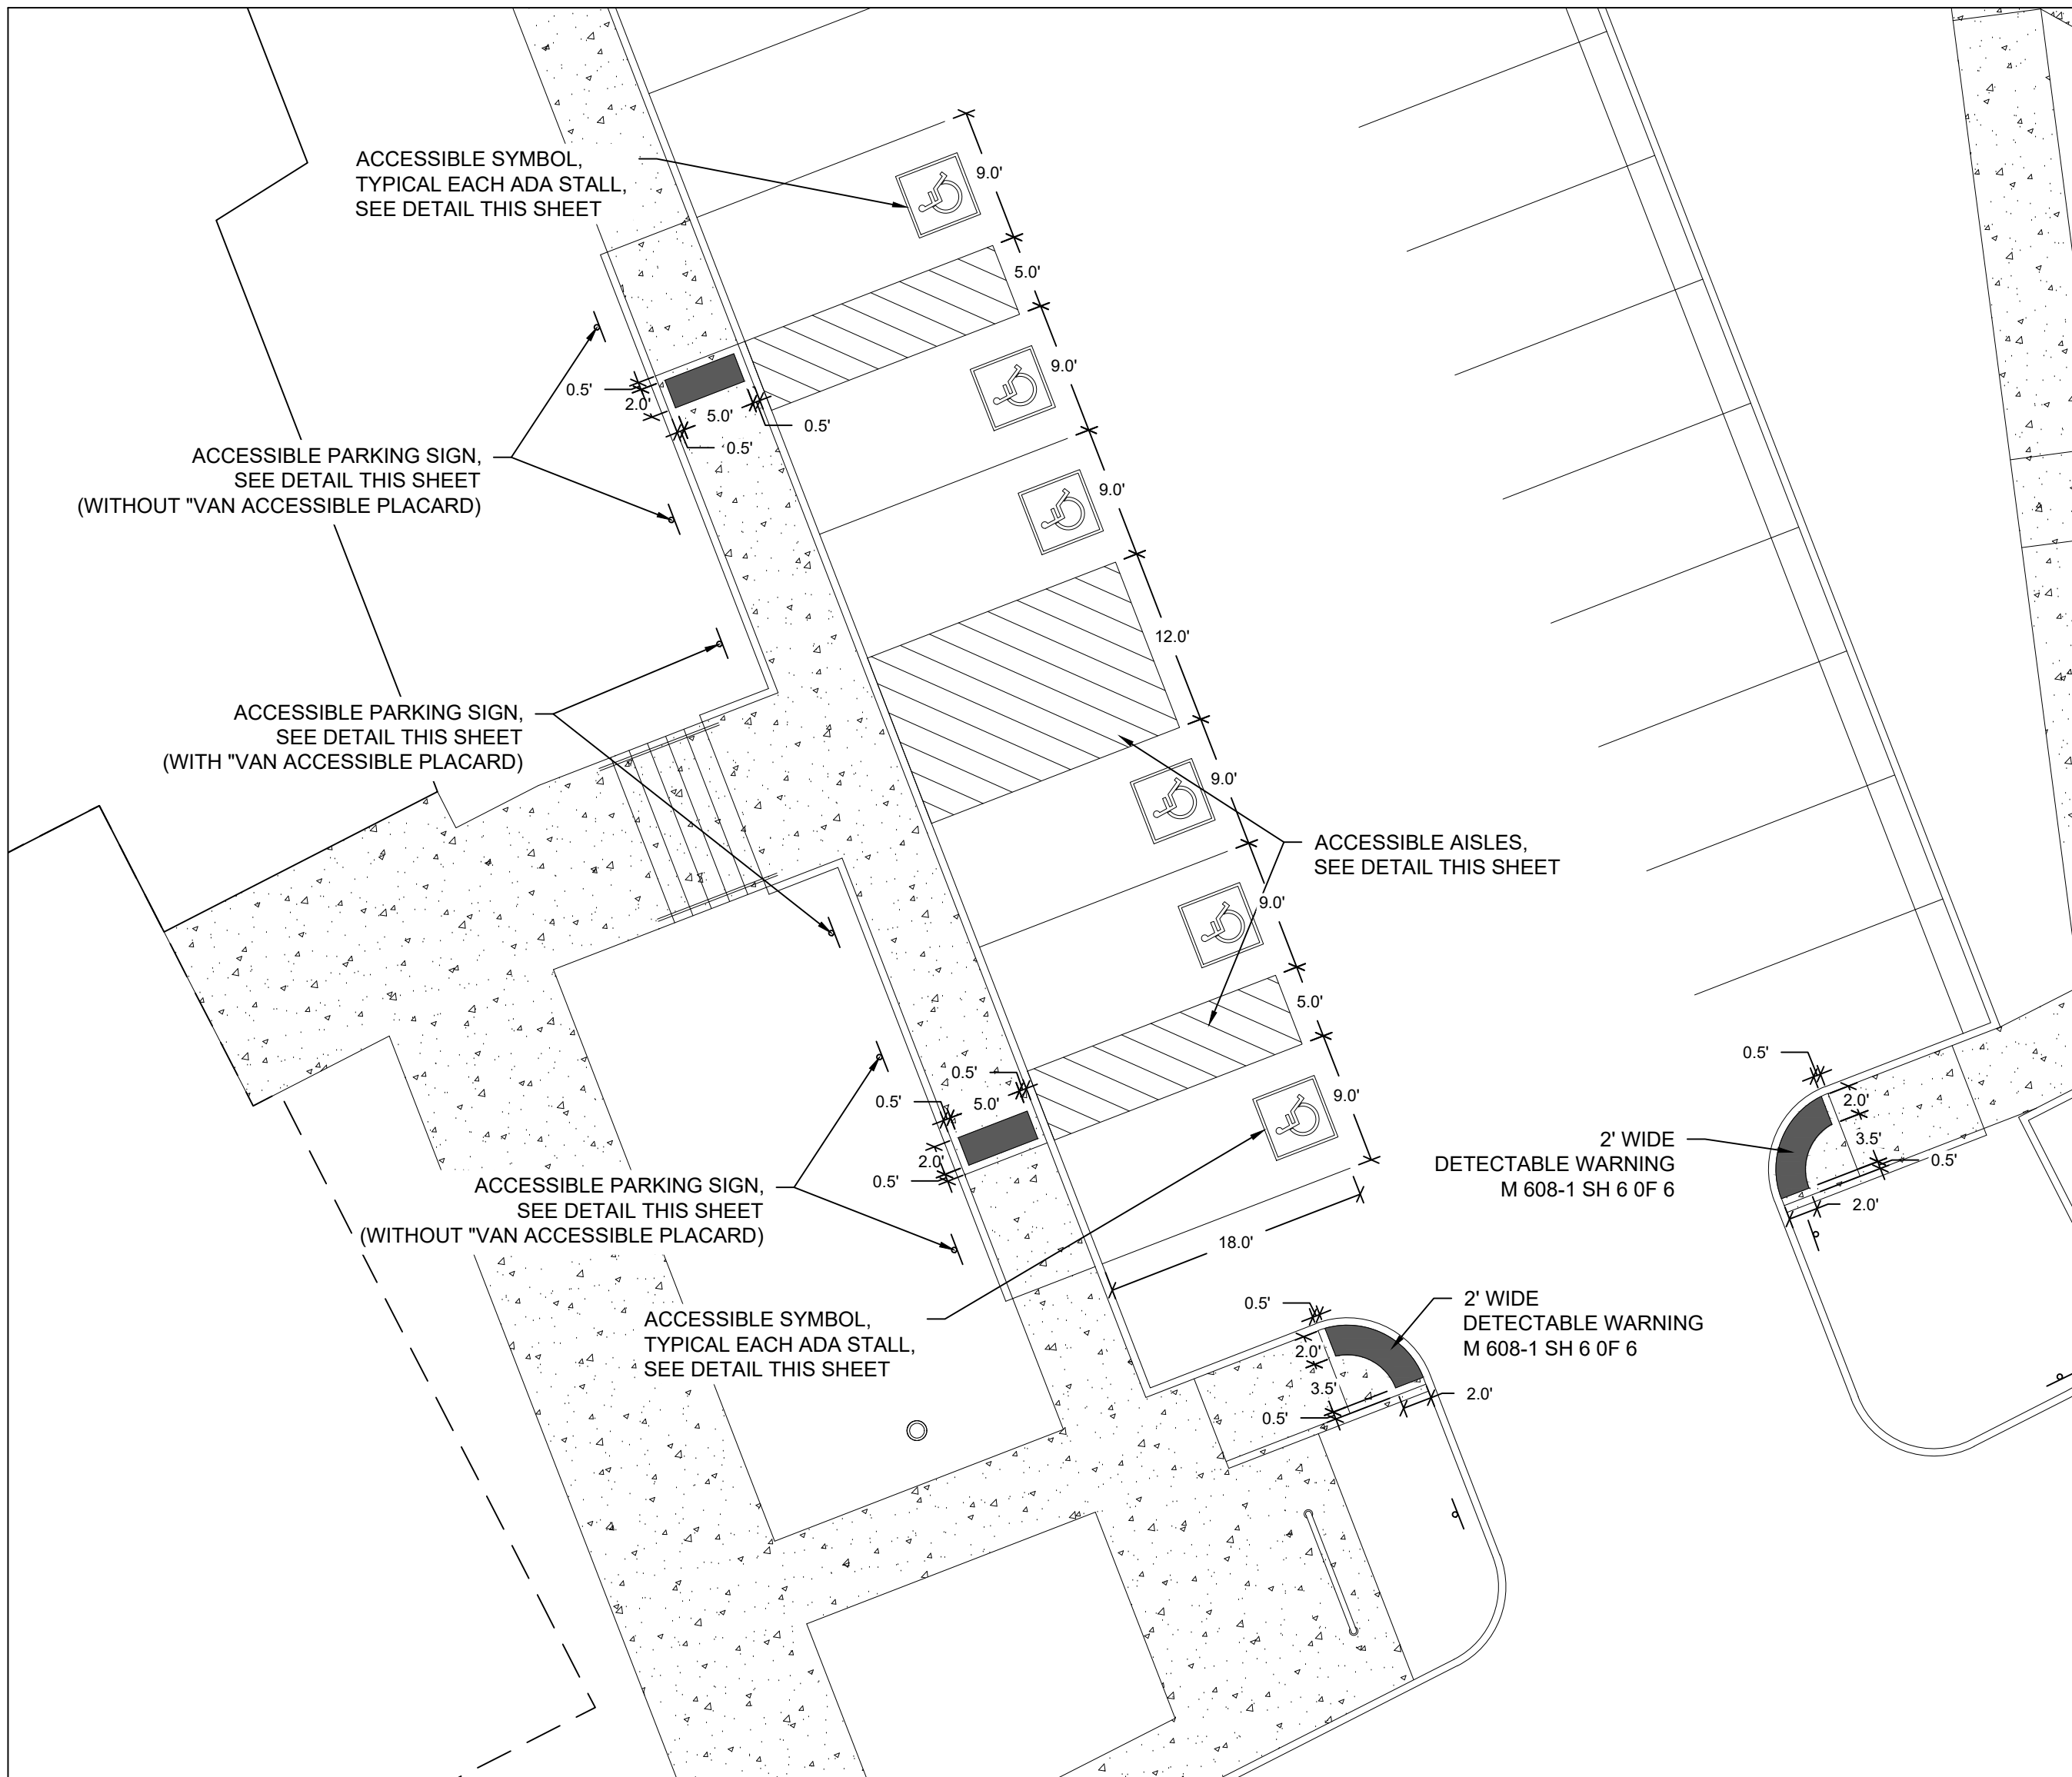 ACCESSIBLE SYMBOL,
TYPICAL EACH ADA STALL,
SEE DETAIL THIS SHEET
9.0'
5.0'
9.0'
0.5'
2.0'
5.0'
0.5'
0.5'
ACCESSIBLE PARKING SIGN,
SEE DETAIL THIS SHEET
(WITHOUT "VAN ACCESSIBLE PLACARD)
9.0'
12.0'
ACCESSIBLE PARKING SIGN,
SEE DETAIL THIS SHEET
(WITH "VAN ACCESSIBLE PLACARD)
9.0'
ACCESSIBLE AISLES,
SEE DETAIL THIS SHEET
9.0'
5.0'
0.5'
0.5'
5.0'
9.0'
2.0'
0.5'
ACCESSIBLE PARKING SIGN,
SEE DETAIL THIS SHEET
(WITHOUT "VAN ACCESSIBLE PLACARD)
0.5'
2.0'
3.5'
0.5'
2.0'
2' WIDE
DETECTABLE WARNING
M 608-1 SH 6 0F 6
18.0'
ACCESSIBLE SYMBOL,
TYPICAL EACH ADA STALL,
SEE DETAIL THIS SHEET
0.5'
2.0'
3.5'
0.5'
2.0'
2' WIDE
DETECTABLE WARNING
M 608-1 SH 6 0F 6